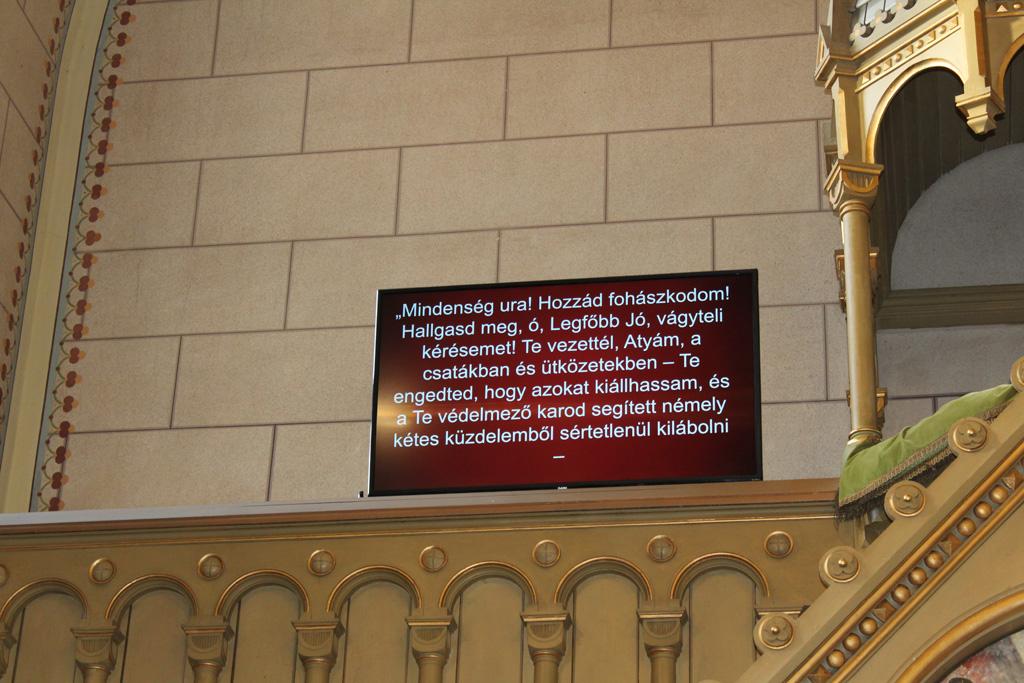 „Mindenség ura! Hozzád fohászkodom!
Hallgasd meg, ó, Legfőbb Jó, vágyteli
kérésemet! Te vezettél, Atyám, a
csatákban és ütközetekben – Te
engedted, hogy azokat kiállhassam, és
a Te védelmező karod segített némely
kétes küzdelemből sértetlenül kilábolni
–